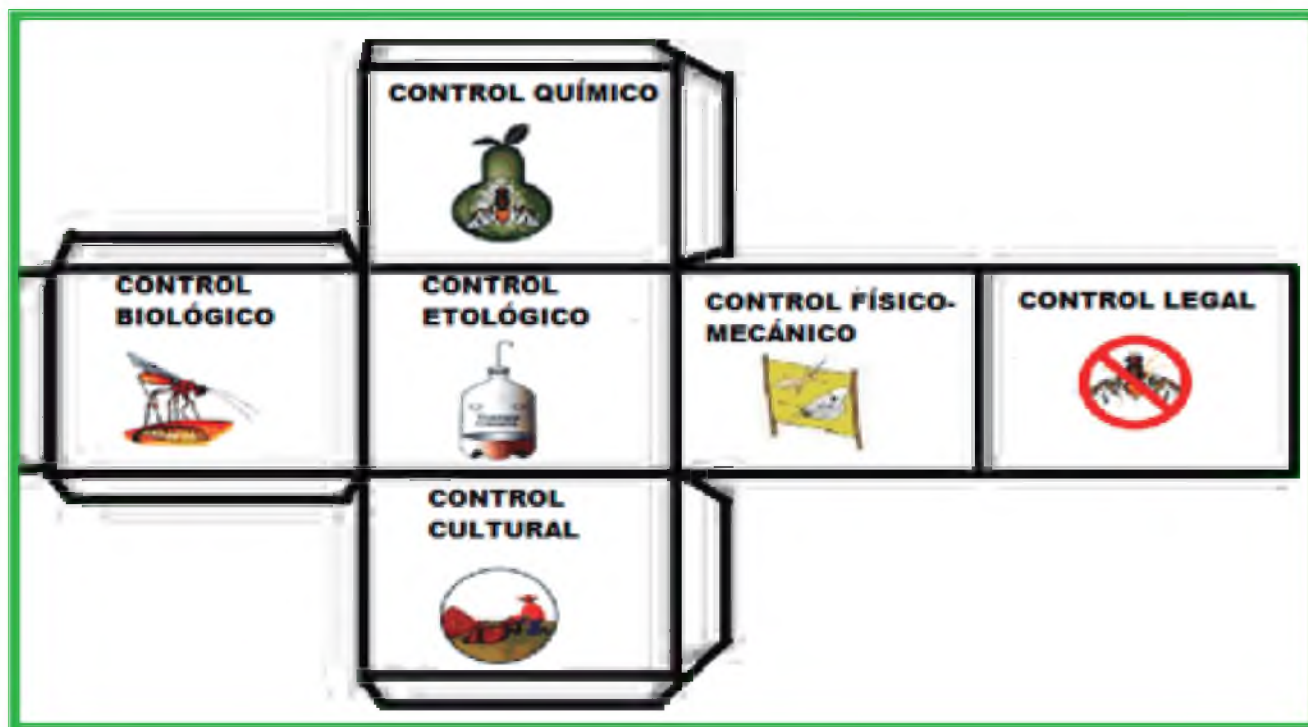 CONTROL QUÍMICO
CONTROL
BIOLÓGICO
CONTROL
ETOLÓGICO
CONTROL FÍSICO-
MECÁNICO
CONTROL LEGAL
CONTROL
CULTURAL